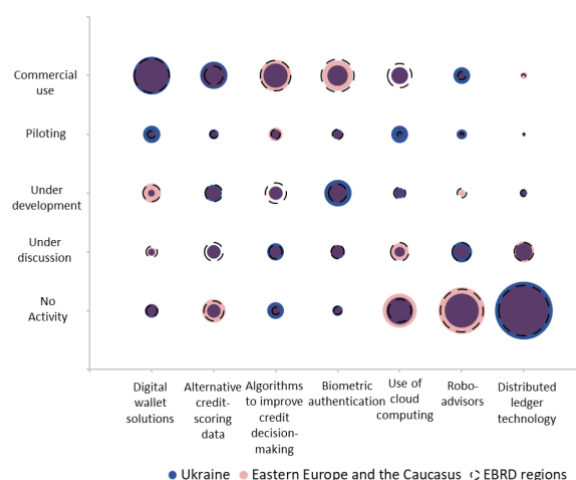 Commercial
use
Piloting
Under
development
Under
discussion
No
Activity
Digital
wallet
solutions
Alternative
credit-
scoring
data
Algorithms
to improve
credit
decision-
making
Biometric
authentication
Use of
cloud
computing
Robo-
advisors
Distributed
ledger
technology
Ukraine
Eastern Europe and the Caucasus
EBRD regions